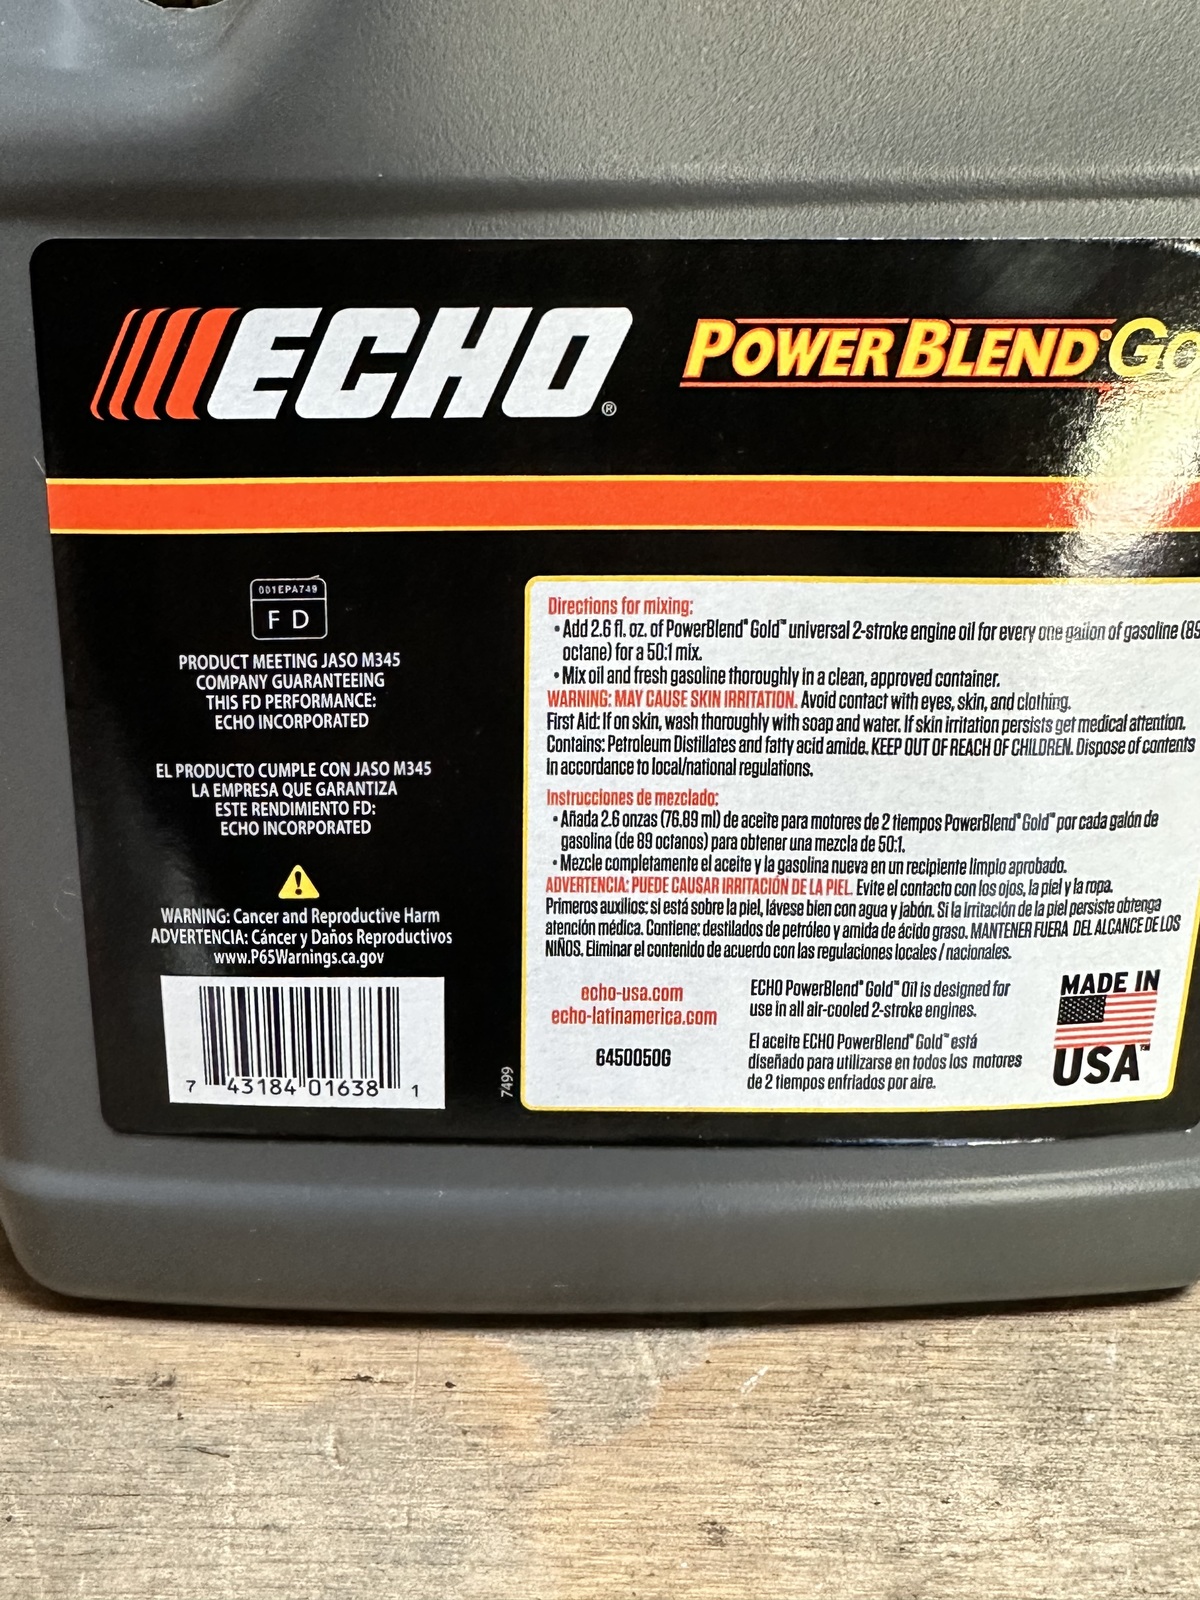 ECHO®
POWERBLEND®Go
001EPA749
F D
PRODUCT MEETING JASO M345
COMPANY GUARANTEEING
THIS FD PERFORMANCE:
ECHO INCORPORATED
EL PRODUCTO CUMPLE CON JASO M345
LA EMPRESA QUE GARANTIZA
ESTE RENDIMIENTO FD:
ECHO INCORPORATED
WARNING: Cancer and Reproductive Harm
ADVERTENCIA: Cáncer y Daños Reproductivos
www.P65Warnings.ca.gov
7 43184 01638 1
7499
Directions for mixing:
• Add 2.6 fl. oz. of PowerBlend® Gold™ universal 2-stroke engine oil for every one gallon of gasoline (89
octane) for a 50:1 mix.
• Mix oil and fresh gasoline thoroughly in a clean, approved container.
WARNING: MAY CAUSE SKIN IRRITATION. Avoid contact with eyes, skin, and clothing.
First Aid: If on skin, wash thoroughly with soap and water. If skin irritation persists get medical attention.
Contains: Petroleum Distillates and fatty acid amide. KEEP OUT OF REACH OF CHILDREN. Dispose of contents
in accordance to local/national regulations.
Instrucciones de mezclado:
• Añada 2.6 onzas (76.89 ml) de aceite para motores de 2 tiempos PowerBlend® Gold™ por cada galón de
gasolina (de 89 octanos) para obtener una mezcla de 50:1.
• Mezcle completamente el aceite y la gasolina nueva en un recipiente limpio aprobado.
ADVERTENCIA: PUEDE CAUSAR IRRITACIÓN DE LA PIEL. Evite el contacto con los ojos, la piel y la ropa.
Primeros auxilios: si está sobre la piel, lávese bien con agua y jabón. Si la irritación de la piel persiste obtenga
atención médica. Contiene: destilados de petróleo y amida de ácido graso. MANTENER FUERA DEL ALCANCE DE LOS
NIÑOS. Eliminar el contenido de acuerdo con las regulaciones locales / nacionales.
echo-usa.com
echo-latinamerica.com
6450050G
ECHO PowerBlend® Gold™ Oil is designed for
use in all air-cooled 2-stroke engines.
El aceite ECHO PowerBlend® Gold™ está
diseñado para utilizarse en todos los motores
de 2 tiempos enfriados por aire.
MADE IN
USA™